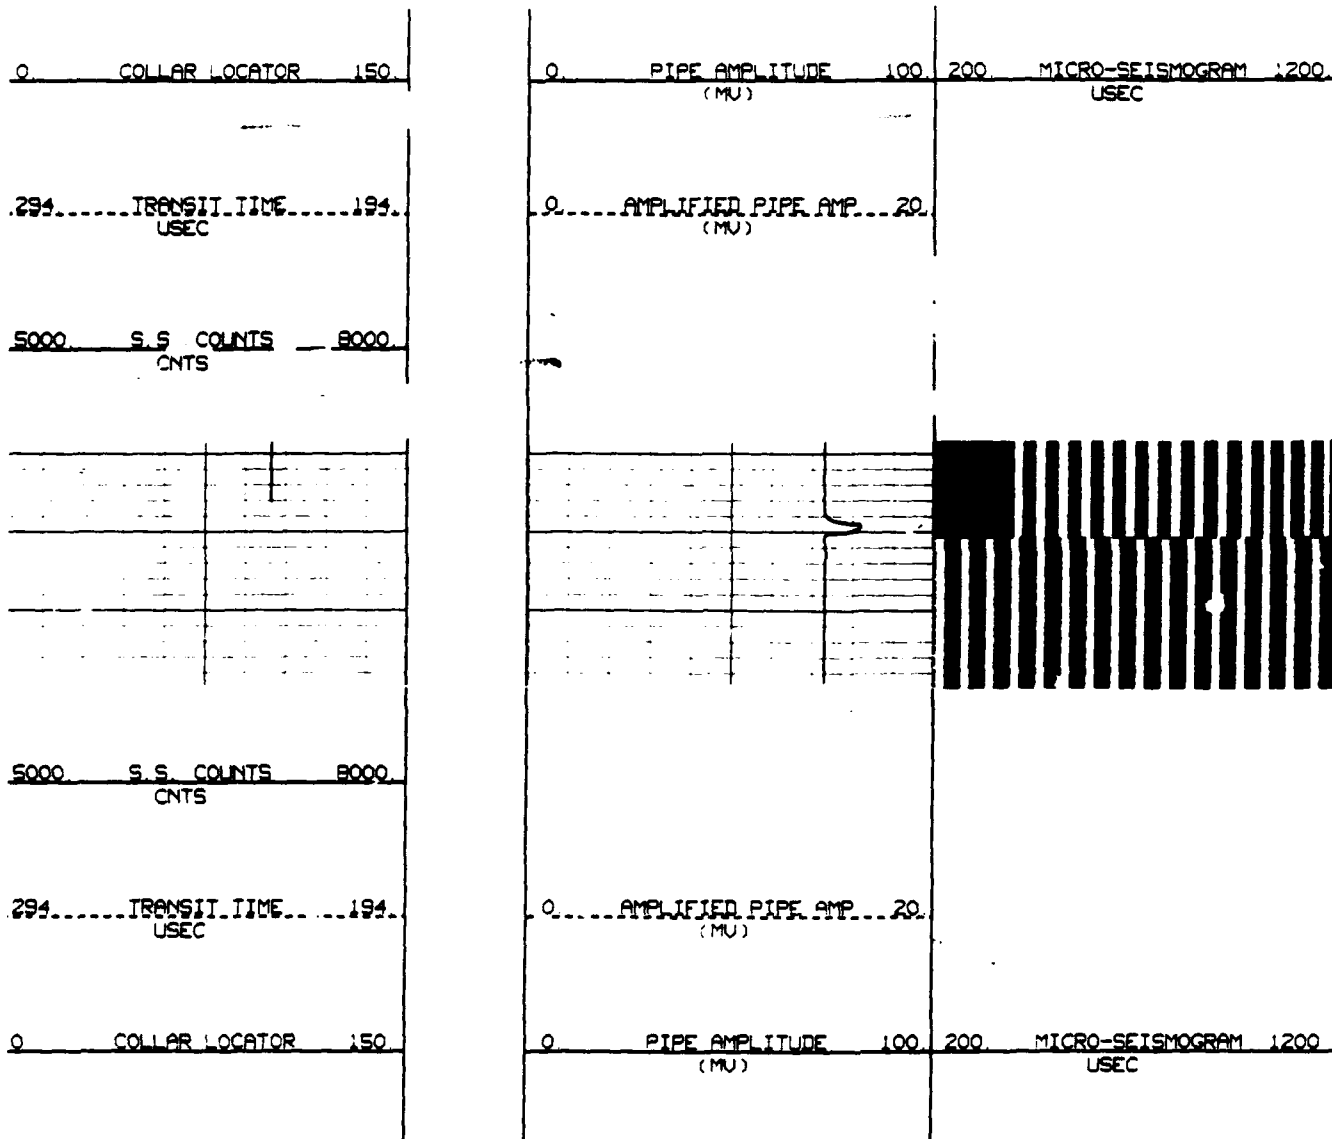 0. COLLAR LOCATOR 150.
0. PIPE AMPLITUDE 100.
(MV)
200. MICRO-SEISMOGRAM 1200.
USEC
294. TRANSIT TIME 194.
USEC
0. AMPLIFIED PIPE AMP. 20.
(MV)
5000. S.S. COUNTS 8000.
CNTS
5000. S.S. COUNTS 8000.
CNTS
294. TRANSIT TIME 194.
USEC
0. AMPLIFIED PIPE AMP. 20.
(MV)
0. COLLAR LOCATOR 150.
0. PIPE AMPLITUDE 100.
(MV)
200. MICRO-SEISMOGRAM 1200.
USEC